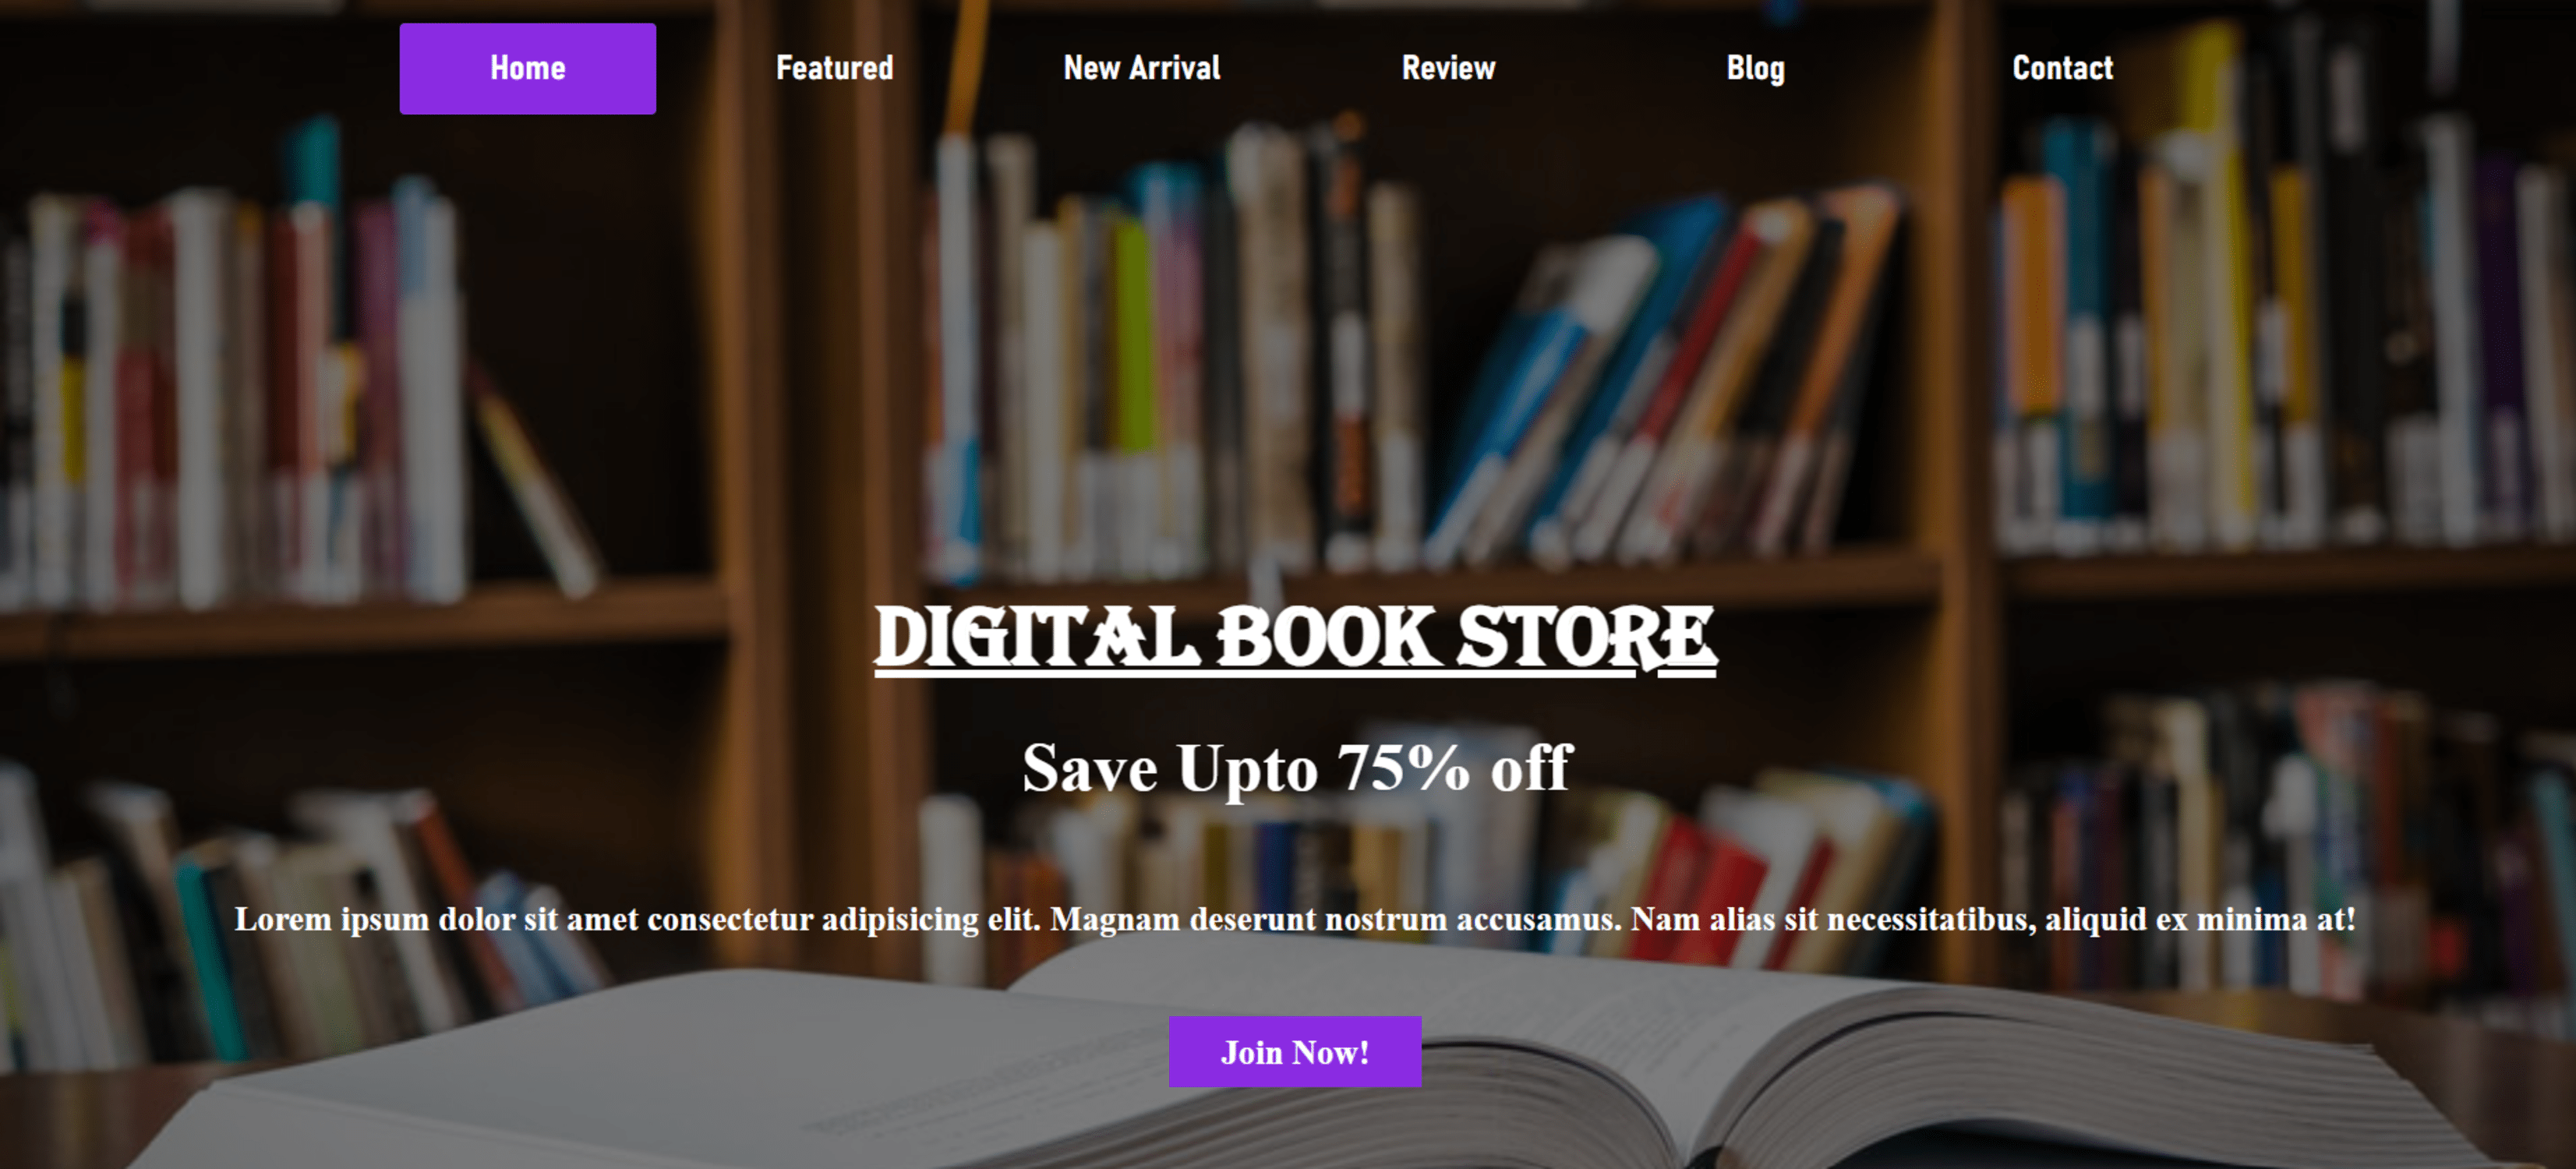 Home Featured New Arrival Review Blog Contact
DIGITAL BOOK STORE
Save Upto 75% off
Lorem ipsum dolor sit amet consectetur adipisicing elit. Magnam deserunt nostrum accusamus. Nam alias sit necessitatibus, aliquid ex minima at!
Join Now!